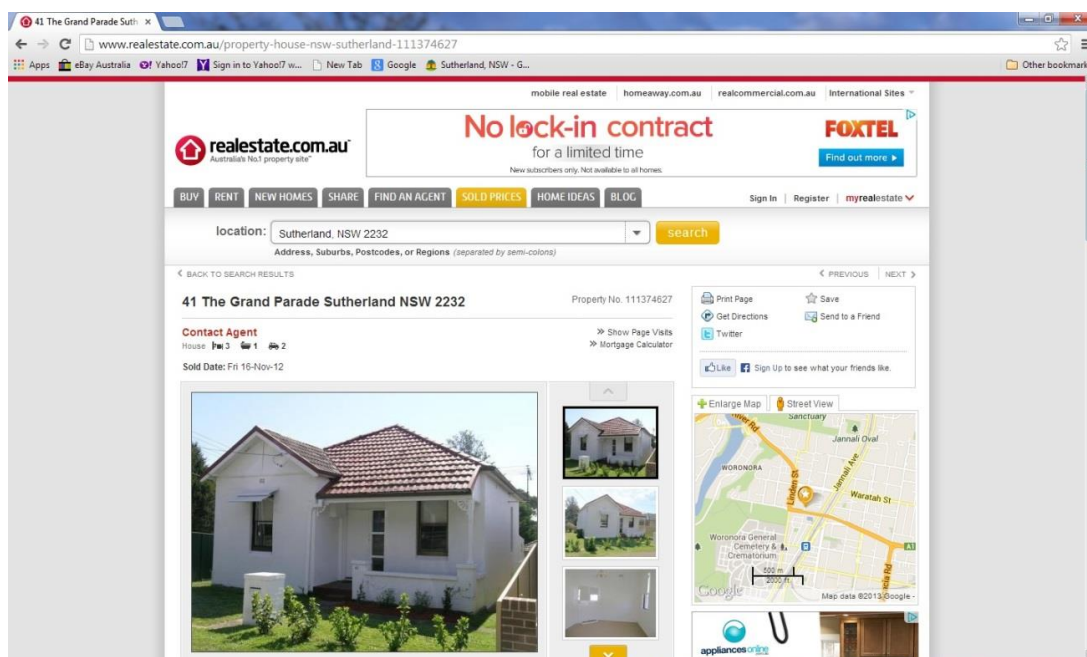 41 The Grand Parade Suth
www.realestate.com.au/property-house-nsw-sutherland-111374627
Apps eBay Australia Yahoo!7 Sign in to Yahoo!7 w... New Tab Google Sutherland, NSW - G... Other bookmark
mobile real estate homeaway.com.au realcommercial.com.au International Sites
realestate.com.au
Australia's No.1 property site
No lock-in contract
for a limited time
New subscribers only. Not available to all homes.
FOXTEL
Find out more
BUY RENT NEW HOMES SHARE FIND AN AGENT SOLD PRICES HOME IDEAS BLOG
Sign In Register myrealestate
location: Sutherland, NSW 2232 search
Address, Suburbs, Postcodes, or Regions (separated by semi-colons)
BACK TO SEARCH RESULTS PREVIOUS NEXT
41 The Grand Parade Sutherland NSW 2232 Property No. 111374627
Contact Agent
House 3 1 2
Sold Date: Fri 16-Nov-12
Show Page Visits
Mortgage Calculator
Print Page Save
Get Directions Send to a Friend
Twitter
Like Sign Up to see what your friends like.
Enlarge Map Street View
River Rd
Sanctuary
Jannali Oval
WORONORA
Linden St
Jannali Ave
Waratah St
Woronora General
Cemetery &
Crematorium
A1
500 m
2000 ft
Google
Map data ©2013 Google -
appliances online